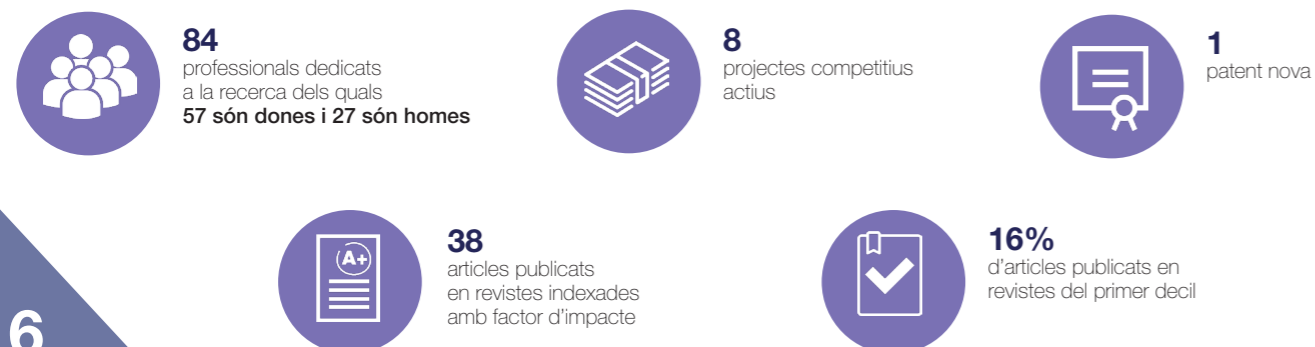 84
professionals dedicats
a la recerca dels quals
57 són dones i 27 són homes
8
projectes competitius
actius
1
patent nova
A+
38
articles publicats
en revistes indexades
amb factor d'impacte
16%
d'articles publicats en
revistes del primer decil
6